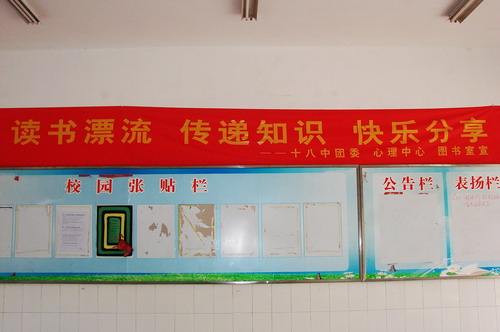 读书漂流 传递知识 快乐分享
——十八中团委 心理中心 图书室宣
校园张贴栏
公告栏 表扬栏